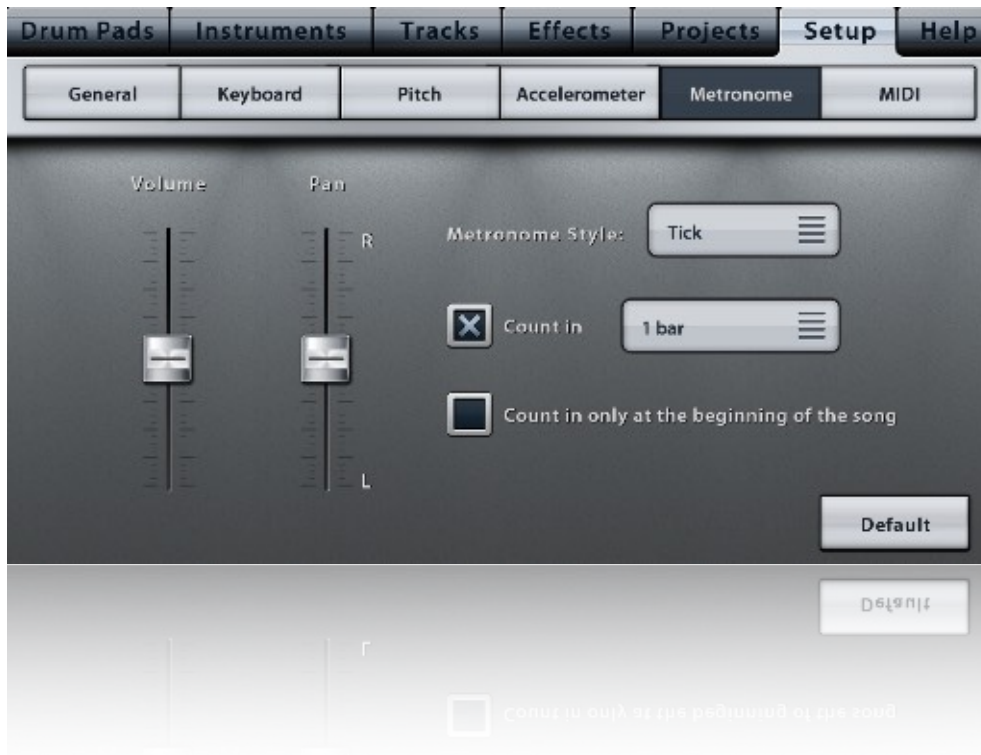 Drum Pads Instruments Tracks Effects Projects Setup Help
General Keyboard Pitch Accelerometer Metronome MIDI
Volume Pan
R
Metronome Style: Tick
Count in 1 bar
Count in only at the beginning of the song
L
Default